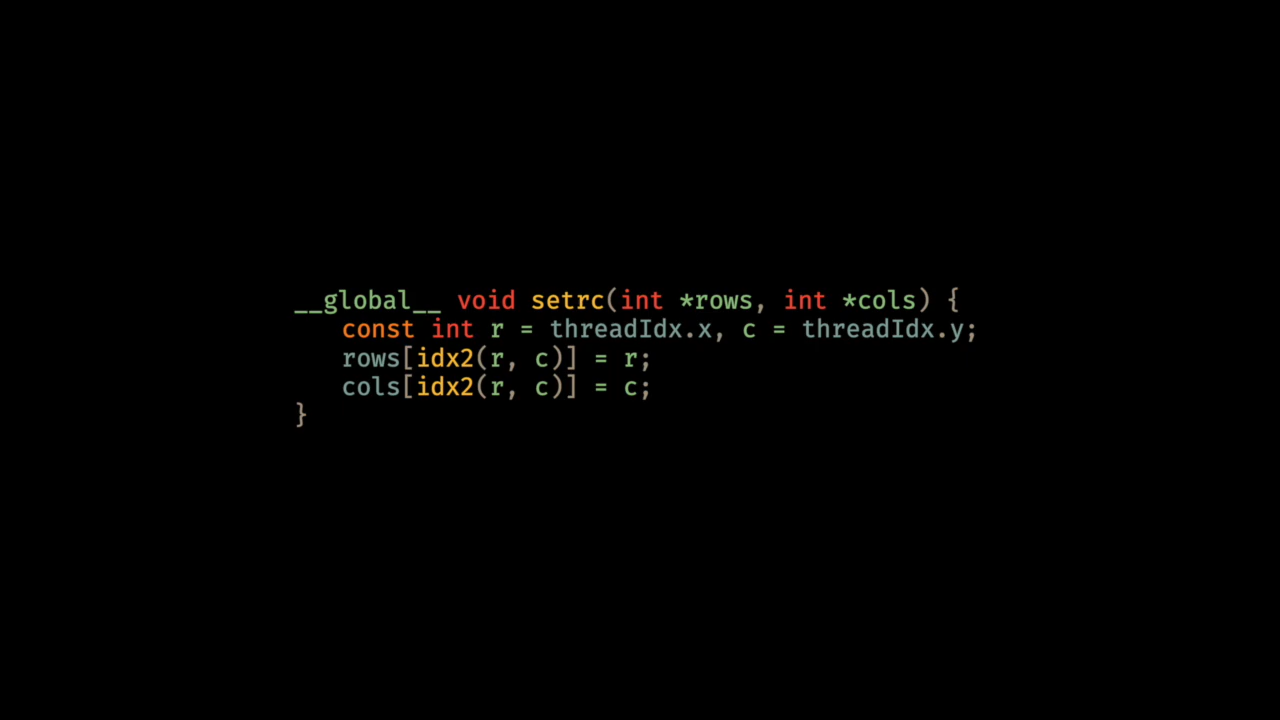 __global__ void setrc(int *rows, int *cols) {
   const int r = threadIdx.x, c = threadIdx.y;
   rows[idx2(r, c)] = r;
   cols[idx2(r, c)] = c;
}